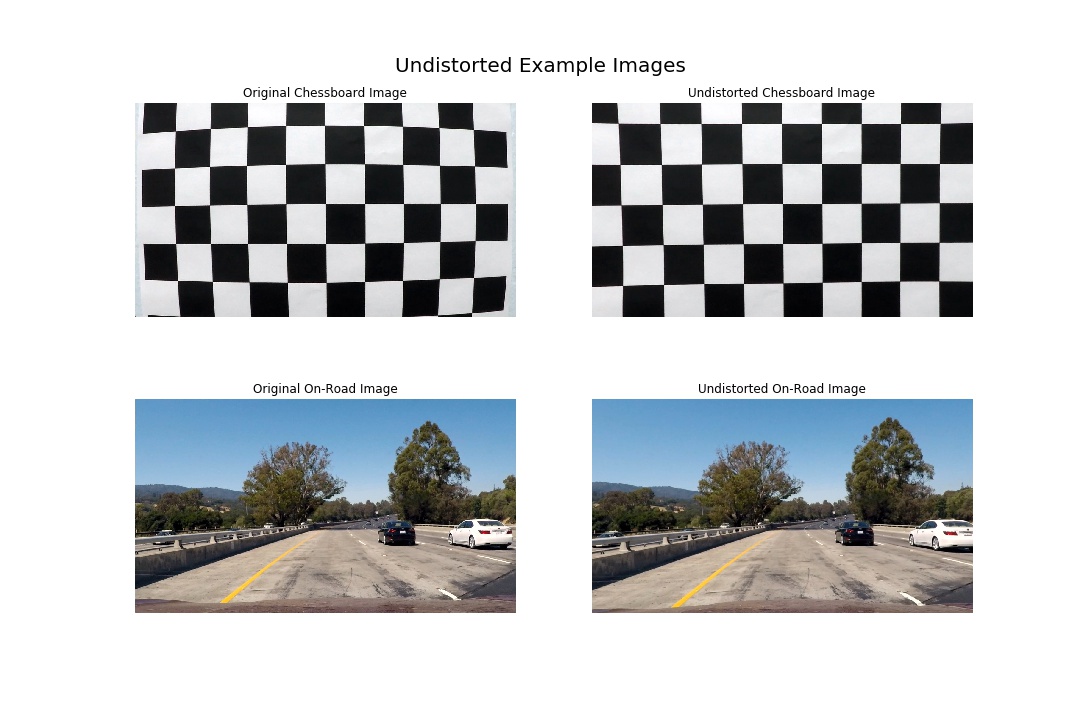 Undistorted Example Images
Original Chessboard Image
Undistorted Chessboard Image
Original On-Road Image
Undistorted On-Road Image